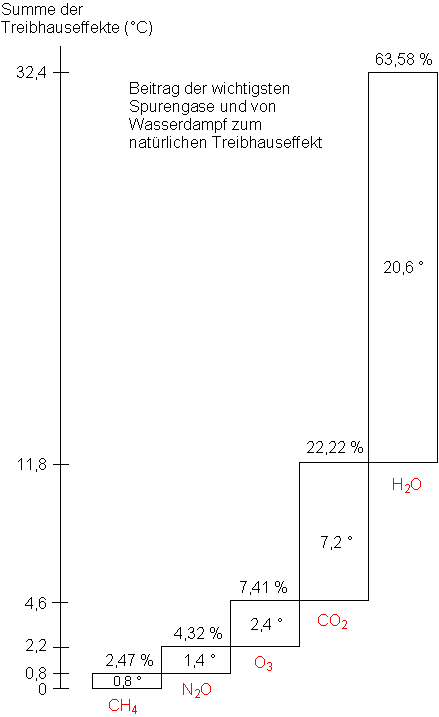 Summe der
Treibhauseffekte (°C)
63,58 %
32,4
Beitrag der wichtigsten
Spurengase und von
Wasserdampf zum
natürlichen Treibhauseffekt
20,6 °
22,22 %
11,8
H₂O
7,2 °
7,41 %
4,6
CO₂
2,4 °
4,32 %
2,2
O₃
2,47 %
1,4 °
0,8
0,8 °
0
N₂O
CH₄